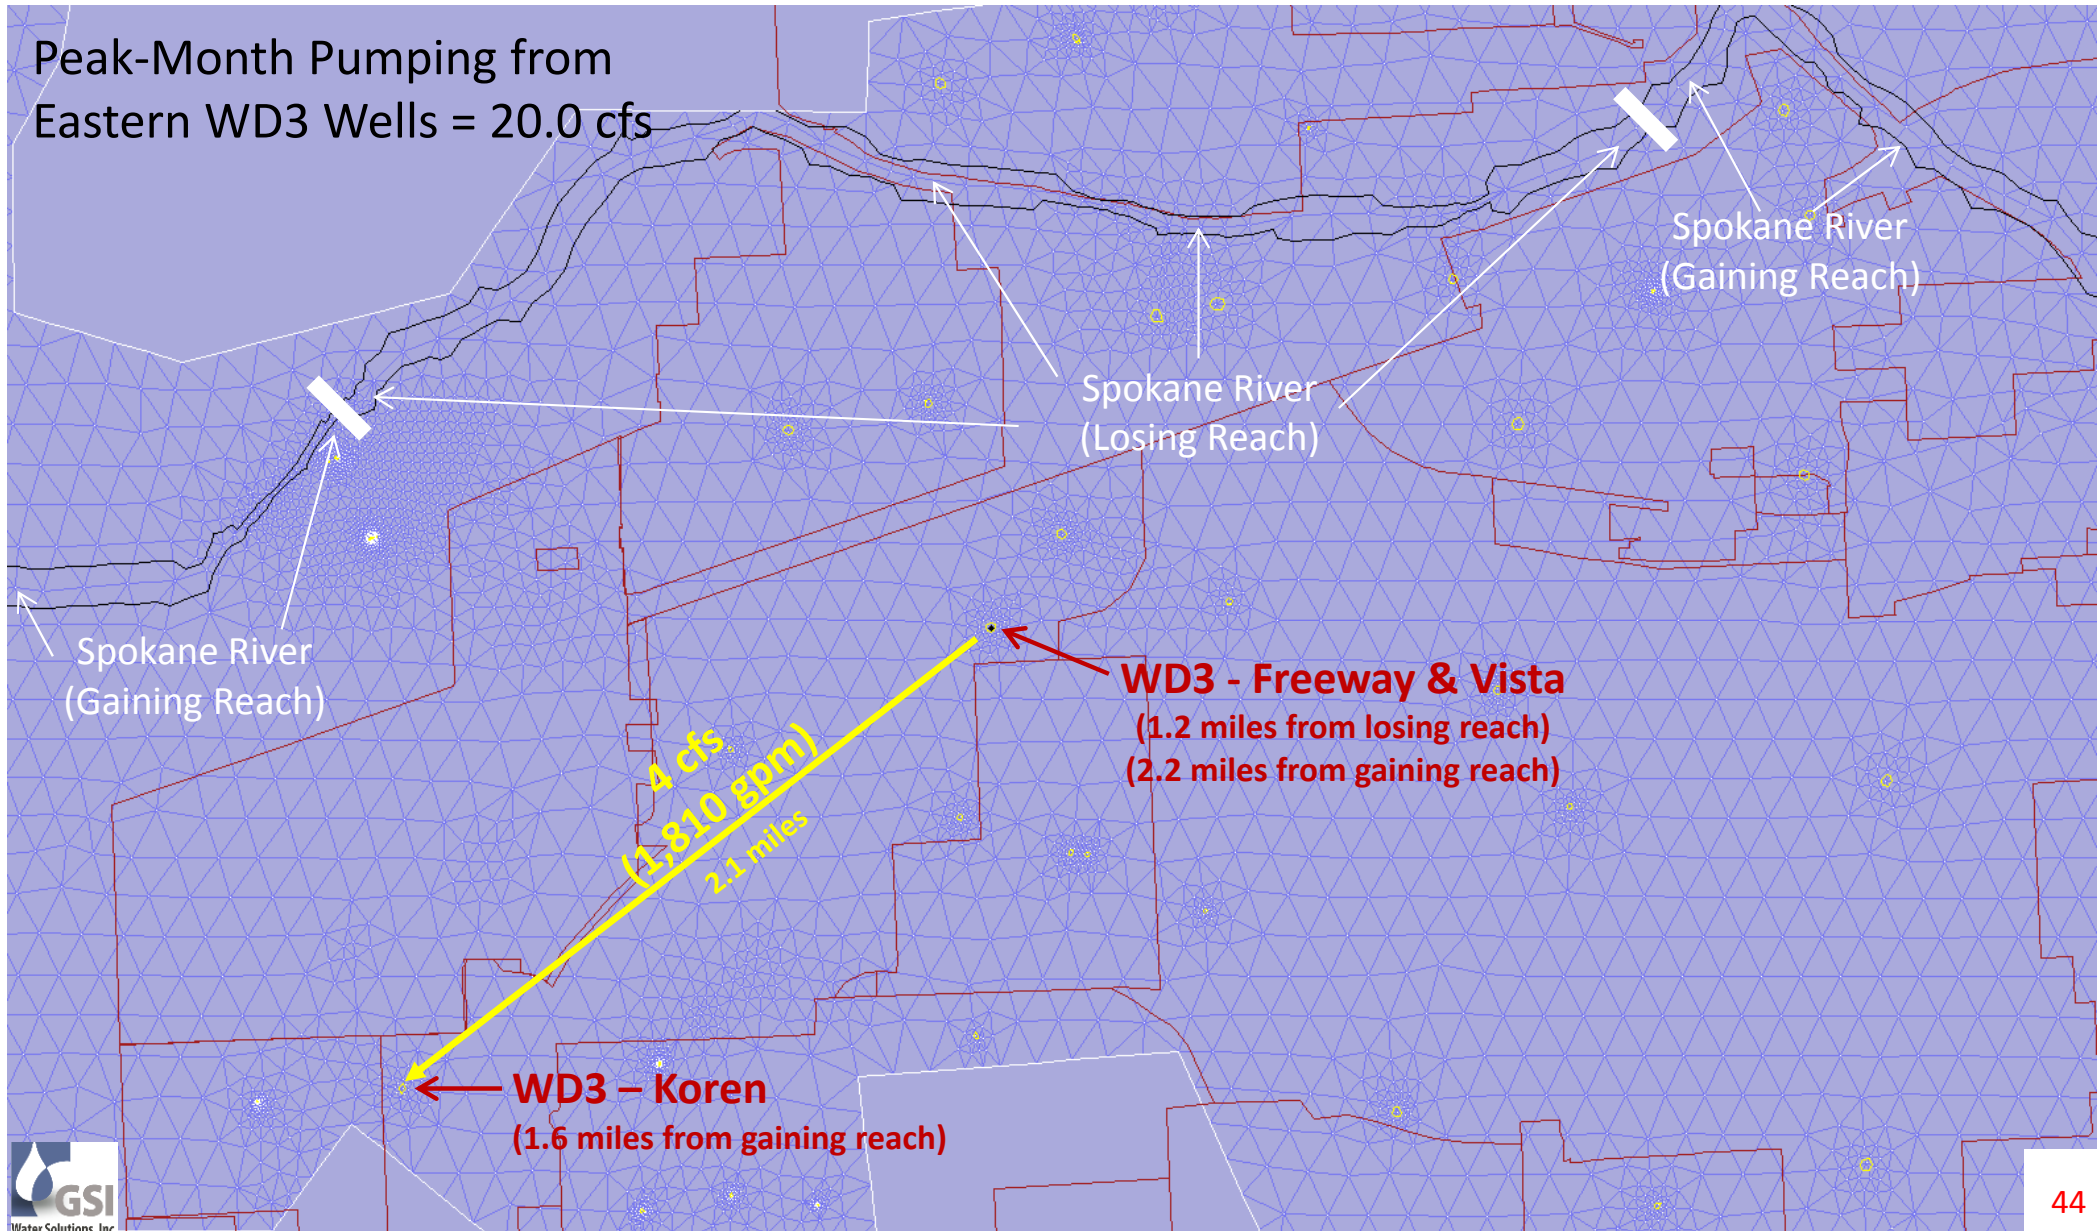 Peak-Month Pumping from
Eastern WD3 Wells = 20.0 cfs
Spokane River
(Gaining Reach)
Spokane River
(Losing Reach)
Spokane River
(Gaining Reach)
WD3 - Freeway & Vista
(1.2 miles from losing reach)
(2.2 miles from gaining reach)
4 cfs
(1,810 gpm)
2.1 miles
WD3 – Koren
(1.6 miles from gaining reach)
GSI
Water Solutions, Inc.
44